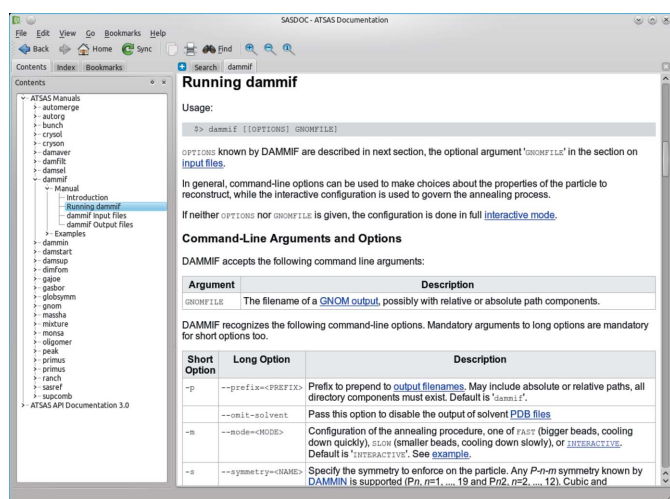 SASDOC - ATSAS Documentation
File Edit View Go Bookmarks Help
Back Home Sync Find
Contents Index Bookmarks
Search dammif
Contents
ATSAS Manuals
automerge
autorg
bunch
crysol
cryson
damaver
damfilt
damsel
dammif
Manual
Introduction
Running dammif
dammif Input files
dammif Output files
Examples
dammin
damstart
damsup
dimfom
gajoe
gasbor
globsymm
gnom
massha
mixture
monsa
oligomer
peak
primus
primus
ranch
sasref
supcomb
ATSAS API Documentation 3.0
Running dammif
Usage:
$> dammif [[OPTIONS] GNOMFILE]
OPTIONS known by DAMMIF are described in next section, the optional argument 'GNOMFILE' in the section on
input files.
In general, command-line options can be used to make choices about the properties of the particle to
reconstruct, while the interactive configuration is used to govern the annealing process.
If neither OPTIONS nor GNOMFILE is given, the configuration is done in full interactive mode.
Command-Line Arguments and Options
DAMMIF accepts the following command line arguments:
Argument Description
GNOMFILE The filename of a GNOM output, possibly with relative or absolute path components.
DAMMIF recognizes the following command-line options. Mandatory arguments to long options are mandatory
for short options too.
Short Option Long Option Description
-p --prefix=<PREFIX> Prefix to prepend to output filenames. May include absolute or relative paths, all
directory components must exist. Default is 'dammif'.
--omit-solvent Pass this option to disable the output of solvent PDB files
-m --mode=<MODE> Configuration of the annealing procedure, one of FAST (bigger beads, cooling
down quickly), SLOW (smaller beads, cooling down slowly), or INTERACTIVE.
Default is 'INTERACTIVE'. See example.
-s --symmetry=<NAME> Specify the symmetry to enforce on the particle. Any P-n-m symmetry known by
DAMMIN is supported (Pn, n=1, ..., 19 and Pn2, n=2, ..., 12). Cubic and